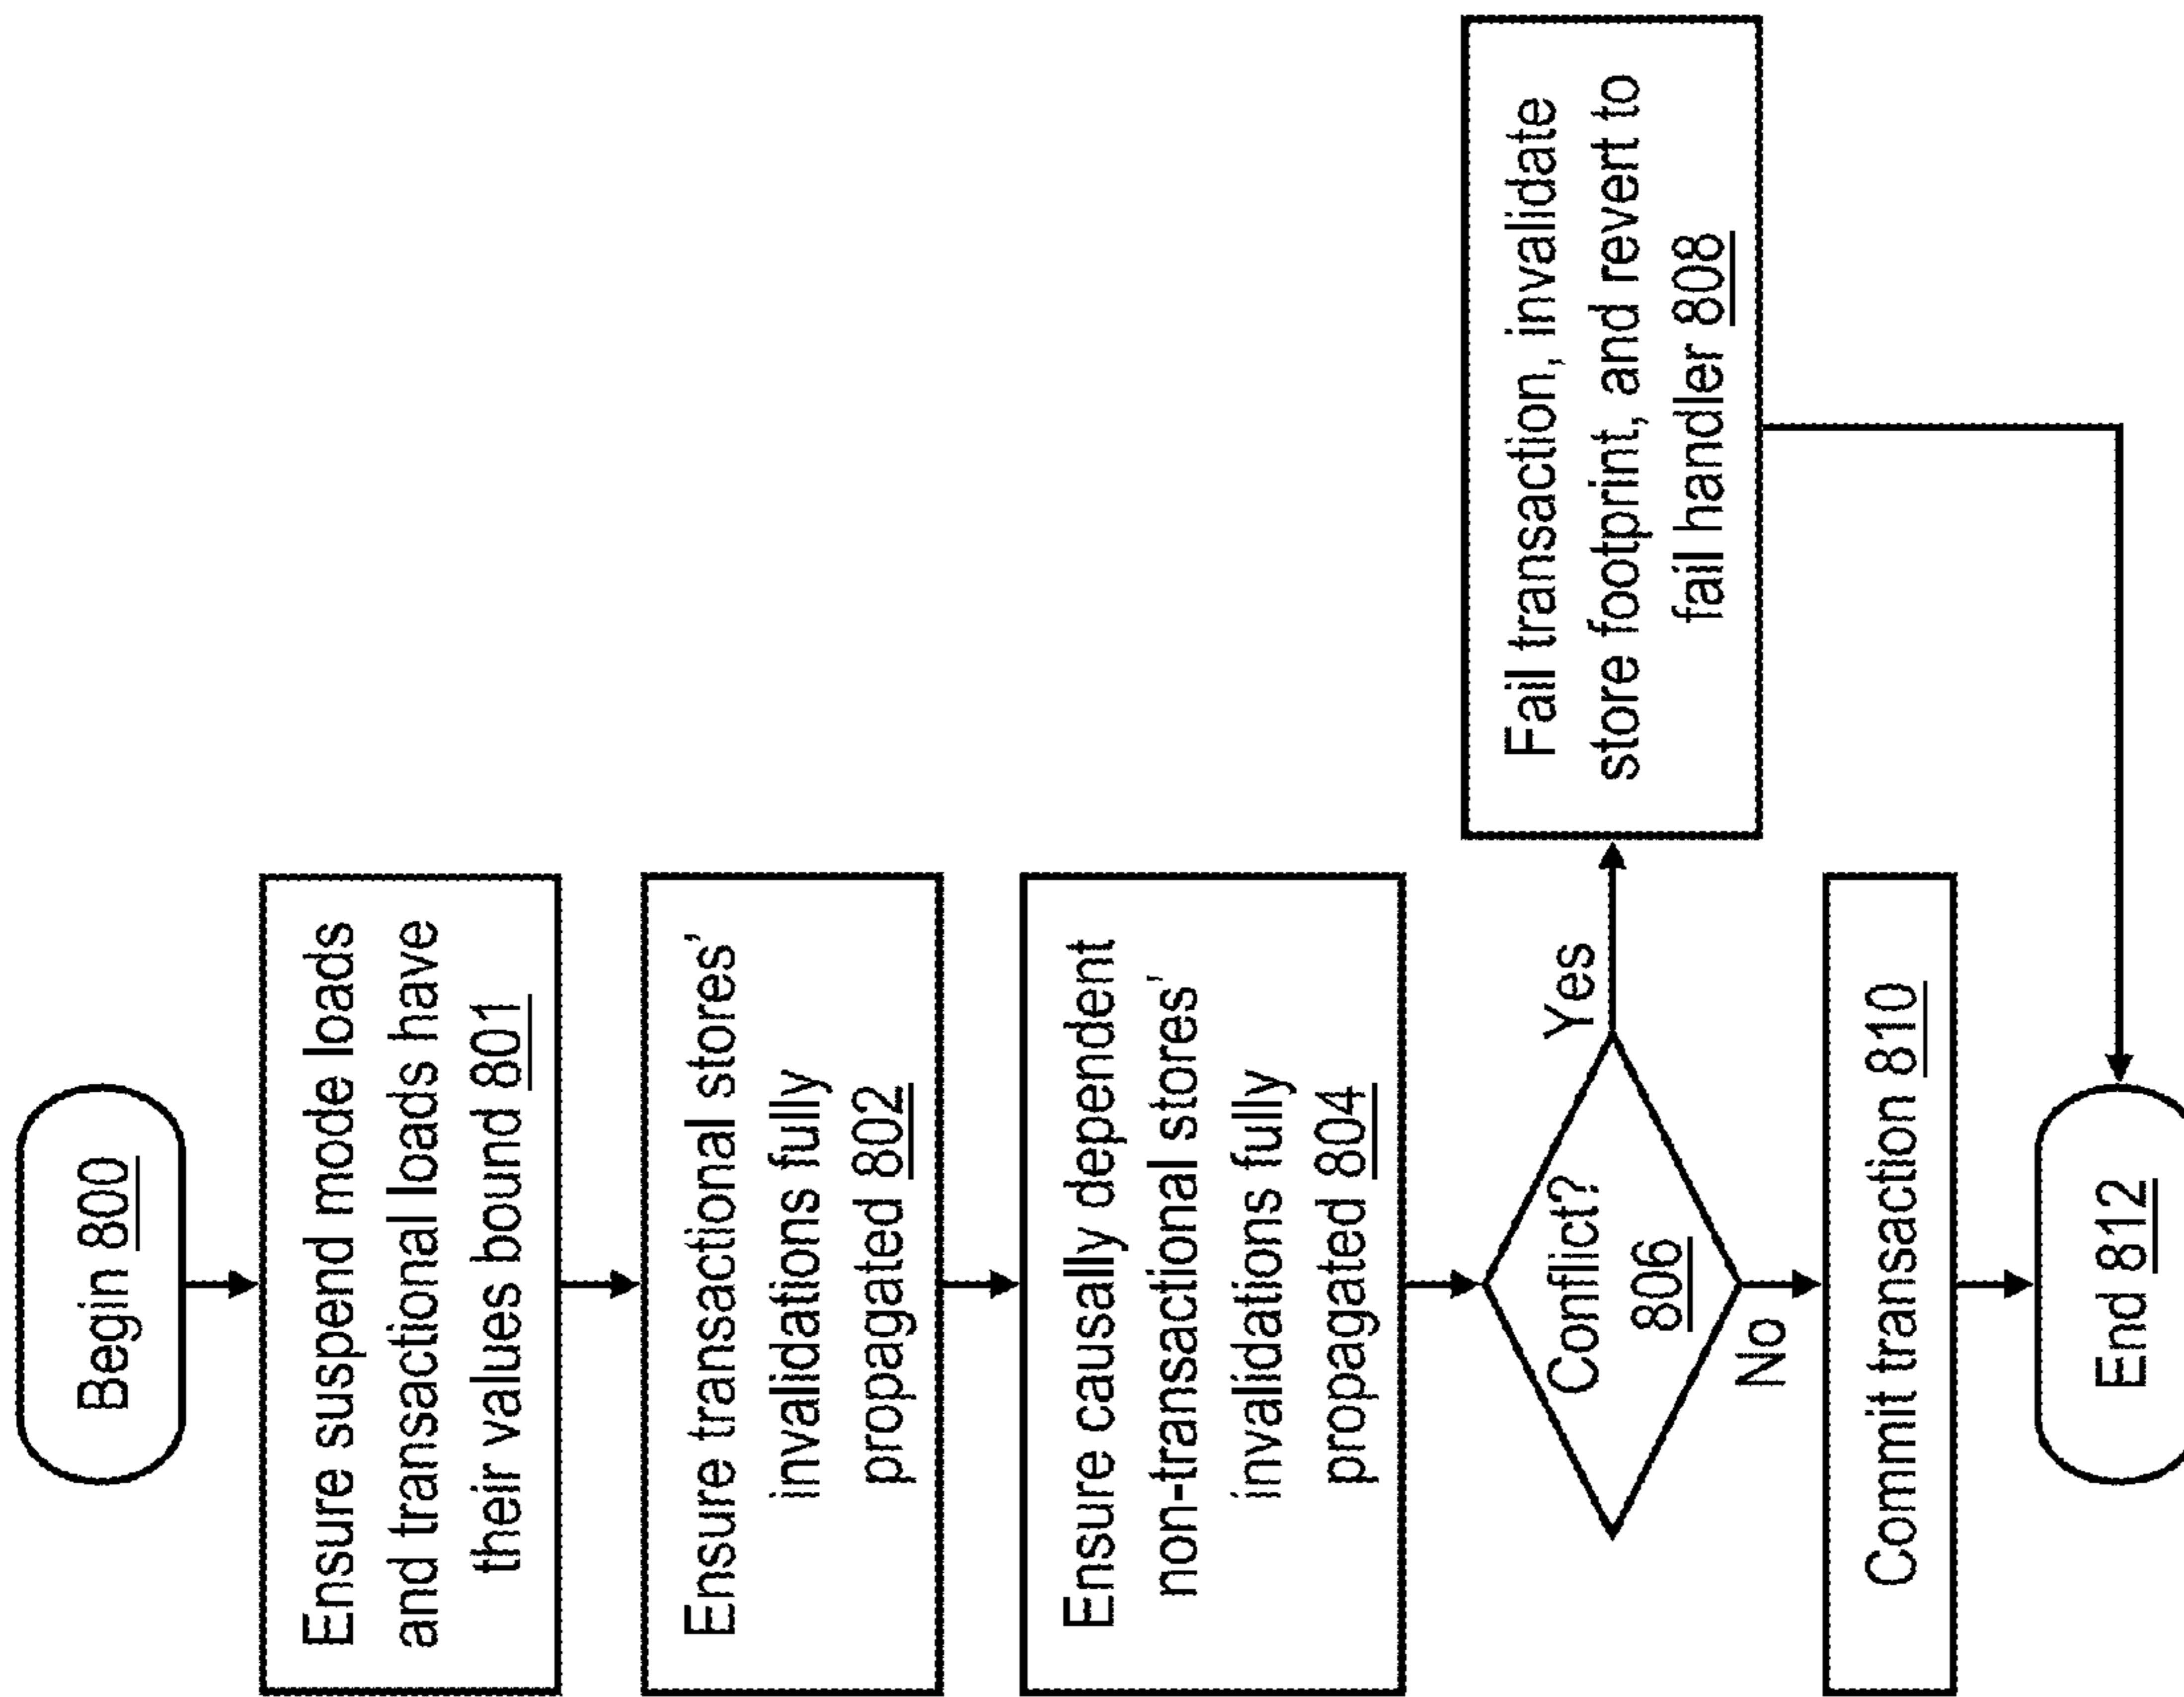 Begin 800
Ensure suspend mode loads
and transactional loads have
their values bound 801
Ensure transactional stores’
invalidations fully
propagated 802
Ensure causally dependent
non-transactional stores’
invalidations fully
propagated 804
Conflict?
806
Yes
Fail transaction, invalidate
store footprint, and revert to
fail handler 808
No
Commit transaction 810
End 812